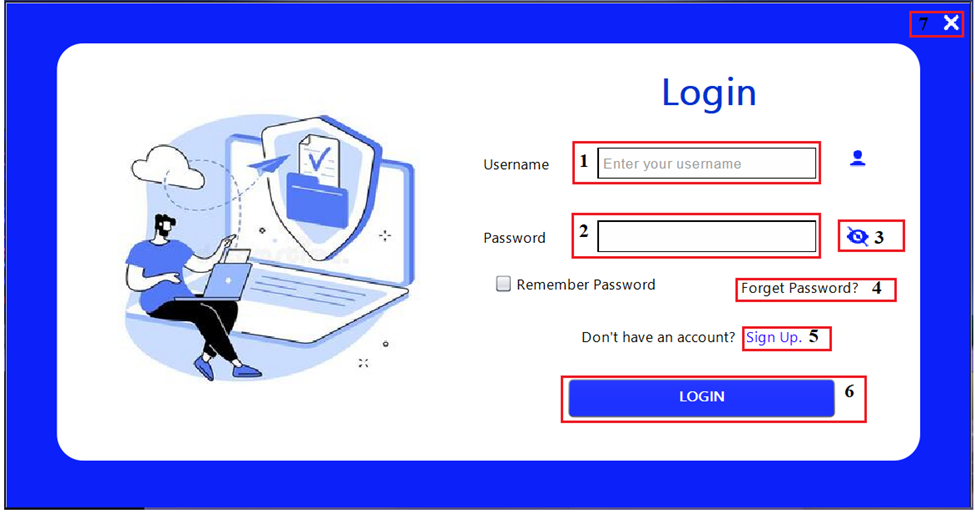 7
Login
Username 1 Enter your username
Password 2 3
Remember Password Forget Password? 4
Don't have an account? Sign Up. 5
LOGIN 6